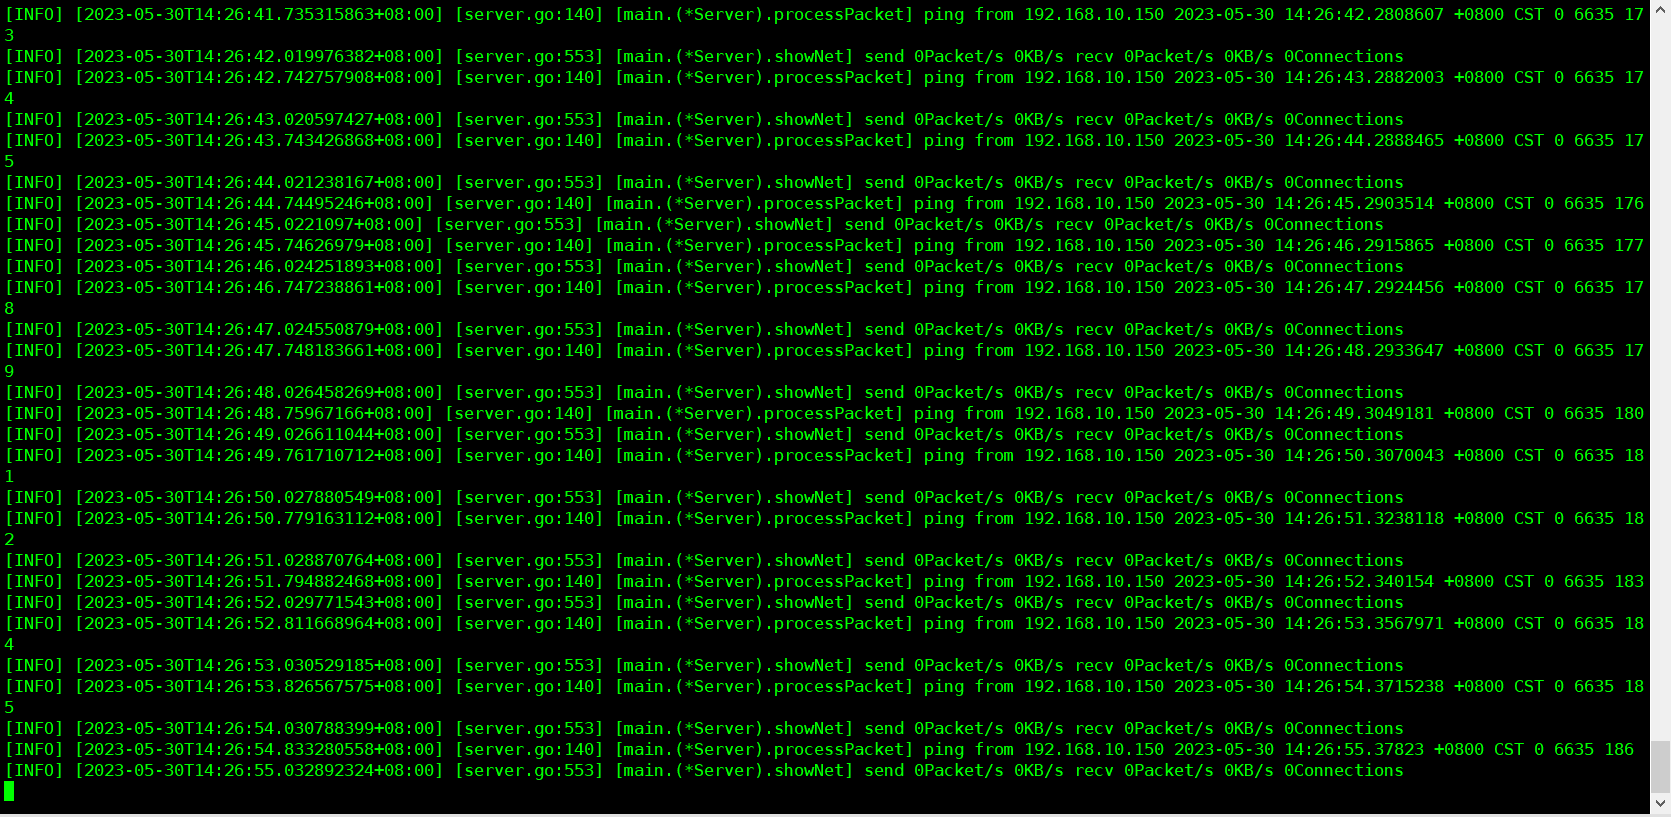 [INFO] [2023-05-30T14:26:41.735315863+08:00] [server.go:140] [main.(*Server).processPacket] ping from 192.168.10.150 2023-05-30 14:26:42.2808607 +0800 CST 0 6635 17
3
[INFO] [2023-05-30T14:26:42.019976382+08:00] [server.go:553] [main.(*Server).showNet] send 0Packet/s 0KB/s recv 0Packet/s 0KB/s 0Connections
[INFO] [2023-05-30T14:26:42.742757908+08:00] [server.go:140] [main.(*Server).processPacket] ping from 192.168.10.150 2023-05-30 14:26:43.2882003 +0800 CST 0 6635 17
4
[INFO] [2023-05-30T14:26:43.020597427+08:00] [server.go:553] [main.(*Server).showNet] send 0Packet/s 0KB/s recv 0Packet/s 0KB/s 0Connections
[INFO] [2023-05-30T14:26:43.743426868+08:00] [server.go:140] [main.(*Server).processPacket] ping from 192.168.10.150 2023-05-30 14:26:44.2888465 +0800 CST 0 6635 17
5
[INFO] [2023-05-30T14:26:44.021238167+08:00] [server.go:553] [main.(*Server).showNet] send 0Packet/s 0KB/s recv 0Packet/s 0KB/s 0Connections
[INFO] [2023-05-30T14:26:44.74495246+08:00] [server.go:140] [main.(*Server).processPacket] ping from 192.168.10.150 2023-05-30 14:26:45.2903514 +0800 CST 0 6635 176
[INFO] [2023-05-30T14:26:45.0221097+08:00] [server.go:553] [main.(*Server).showNet] send 0Packet/s 0KB/s recv 0Packet/s 0KB/s 0Connections
[INFO] [2023-05-30T14:26:45.74626979+08:00] [server.go:140] [main.(*Server).processPacket] ping from 192.168.10.150 2023-05-30 14:26:46.2915865 +0800 CST 0 6635 177
[INFO] [2023-05-30T14:26:46.024251893+08:00] [server.go:553] [main.(*Server).showNet] send 0Packet/s 0KB/s recv 0Packet/s 0KB/s 0Connections
[INFO] [2023-05-30T14:26:46.747238861+08:00] [server.go:140] [main.(*Server).processPacket] ping from 192.168.10.150 2023-05-30 14:26:47.2924456 +0800 CST 0 6635 17
8
[INFO] [2023-05-30T14:26:47.024550879+08:00] [server.go:553] [main.(*Server).showNet] send 0Packet/s 0KB/s recv 0Packet/s 0KB/s 0Connections
[INFO] [2023-05-30T14:26:47.748183661+08:00] [server.go:140] [main.(*Server).processPacket] ping from 192.168.10.150 2023-05-30 14:26:48.2933647 +0800 CST 0 6635 17
9
[INFO] [2023-05-30T14:26:48.026458269+08:00] [server.go:553] [main.(*Server).showNet] send 0Packet/s 0KB/s recv 0Packet/s 0KB/s 0Connections
[INFO] [2023-05-30T14:26:48.75967166+08:00] [server.go:140] [main.(*Server).processPacket] ping from 192.168.10.150 2023-05-30 14:26:49.3049181 +0800 CST 0 6635 180
[INFO] [2023-05-30T14:26:49.026611044+08:00] [server.go:553] [main.(*Server).showNet] send 0Packet/s 0KB/s recv 0Packet/s 0KB/s 0Connections
[INFO] [2023-05-30T14:26:49.761710712+08:00] [server.go:140] [main.(*Server).processPacket] ping from 192.168.10.150 2023-05-30 14:26:50.3070043 +0800 CST 0 6635 18
1
[INFO] [2023-05-30T14:26:50.027880549+08:00] [server.go:553] [main.(*Server).showNet] send 0Packet/s 0KB/s recv 0Packet/s 0KB/s 0Connections
[INFO] [2023-05-30T14:26:50.779163112+08:00] [server.go:140] [main.(*Server).processPacket] ping from 192.168.10.150 2023-05-30 14:26:51.3238118 +0800 CST 0 6635 18
2
[INFO] [2023-05-30T14:26:51.028870764+08:00] [server.go:553] [main.(*Server).showNet] send 0Packet/s 0KB/s recv 0Packet/s 0KB/s 0Connections
[INFO] [2023-05-30T14:26:51.794882468+08:00] [server.go:140] [main.(*Server).processPacket] ping from 192.168.10.150 2023-05-30 14:26:52.340154 +0800 CST 0 6635 183
[INFO] [2023-05-30T14:26:52.029771543+08:00] [server.go:553] [main.(*Server).showNet] send 0Packet/s 0KB/s recv 0Packet/s 0KB/s 0Connections
[INFO] [2023-05-30T14:26:52.811668964+08:00] [server.go:140] [main.(*Server).processPacket] ping from 192.168.10.150 2023-05-30 14:26:53.3567971 +0800 CST 0 6635 18
4
[INFO] [2023-05-30T14:26:53.030529185+08:00] [server.go:553] [main.(*Server).showNet] send 0Packet/s 0KB/s recv 0Packet/s 0KB/s 0Connections
[INFO] [2023-05-30T14:26:53.826567575+08:00] [server.go:140] [main.(*Server).processPacket] ping from 192.168.10.150 2023-05-30 14:26:54.3715238 +0800 CST 0 6635 18
5
[INFO] [2023-05-30T14:26:54.030788399+08:00] [server.go:553] [main.(*Server).showNet] send 0Packet/s 0KB/s recv 0Packet/s 0KB/s 0Connections
[INFO] [2023-05-30T14:26:54.833280558+08:00] [server.go:140] [main.(*Server).processPacket] ping from 192.168.10.150 2023-05-30 14:26:55.37823 +0800 CST 0 6635 186
[INFO] [2023-05-30T14:26:55.032892324+08:00] [server.go:553] [main.(*Server).showNet] send 0Packet/s 0KB/s recv 0Packet/s 0KB/s 0Connections